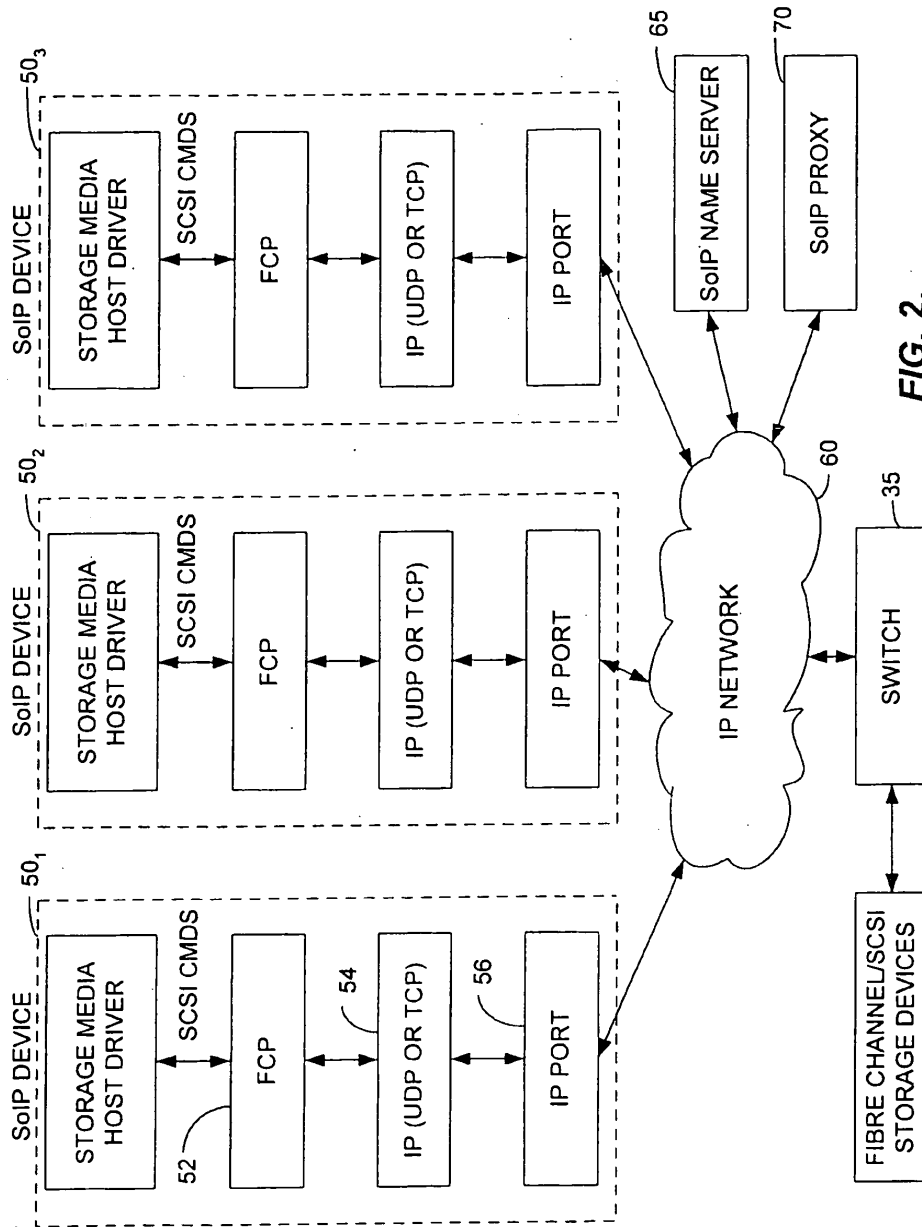 SoIP DEVICE
50₁
STORAGE MEDIA
HOST DRIVER
SCSI CMDS
52
FCP
54
IP (UDP OR TCP)
56
IP PORT
SoIP DEVICE
50₂
STORAGE MEDIA
HOST DRIVER
SCSI CMDS
FCP
IP (UDP OR TCP)
IP PORT
SoIP DEVICE
50₃
STORAGE MEDIA
HOST DRIVER
SCSI CMDS
FCP
IP (UDP OR TCP)
IP PORT
IP NETWORK
60
65
SoIP NAME SERVER
70
SoIP PROXY
35
SWITCH
FIBRE CHANNEL/SCSI
STORAGE DEVICES
FIG. 2.